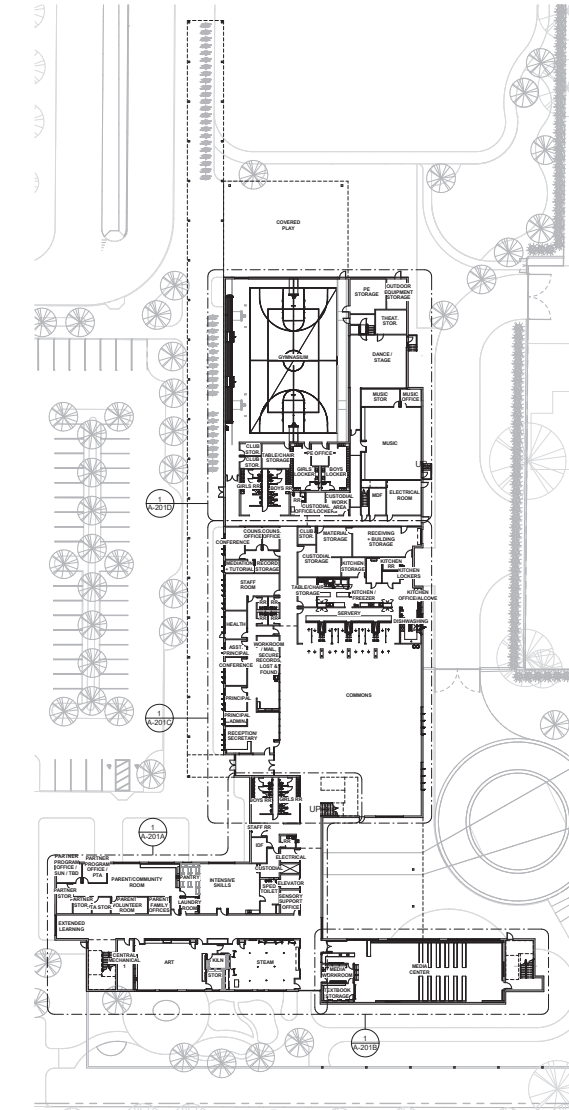 COVERED
PLAY
PE
STORAGE
OUTDOOR
EQUIPMENT
STORAGE
THEAT.
STOR.
GYMNASIUM
DANCE /
STAGE
MUSIC
STOR
MUSIC
OFFICE
MUSIC
CLUB
STOR.
CLUB
STOR.
TABLE/CHAIR
STORAGE
PE OFFICE
GIRLS
LOCKER
BOYS
LOCKER
UP
GIRLS RR
BOYS RR
RR
CUSTODIAL
WORK
AREA
CUSTODIAL
OFFICE/LOCKER
MDF
ELECTRICAL
ROOM
1
A-201D
CONFERENCE
COUNS.
OFFICE
COUNS.
OFFICE
CLUB
STOR.
MATERIAL
STORAGE
RECEIVING
+ BUILDING
STORAGE
MEDIATION
+ TUTORIAL
RECORD
STORAGE
CUSTODIAL
STORAGE
KITCHEN
STORAGE
KITCHEN
RR
KITCHEN
LOCKERS
STAFF
ROOM
TABLE/CHAIR
STORAGE
KITCHEN /
FREEZER
KITCHEN
OFFICE/ALCOVE
SERVERY
DISHWASHING
RR
RR
HEALTH
ASST.
PRINCIPAL
WORKROOM
/ MAIL,
SECURE
RECORDS,
LOST &
FOUND
CONFERENCE
PRINCIPAL
COMMONS
PRINCIPAL
ADMIN
RECEPTION/
SECRETARY
1
A-201C
BOYS RR
GIRLS RR
UP
STAFF RR
1
A-201A
IDF
RR
ELECTRICAL
PARTNER
PROGRAM
OFFICE /
SUN / TBD
PARTNER
PROGRAM
OFFICE /
PTA
PARENT/COMMUNITY
ROOM
PANTRY
INTENSIVE
SKILLS
CUSTODIAL
ELEVATOR
SPED
TOILET
SENSORY
SUPPORT
OFFICE
PARTNER
STOR.
PARTNER
STOR.
PTA STOR.
PARENT
VOLUNTEER
ROOM
PARENT
FAMILY
OFFICES
LAUNDRY
ROOM
EXTENDED
LEARNING
CENTRAL
MECHANICAL
1
ART
KILN
STOR
STEAM
MEDIA
WORKROOM
MEDIA
CENTER
TEXTBOOK
STORAGE
1
A-201B